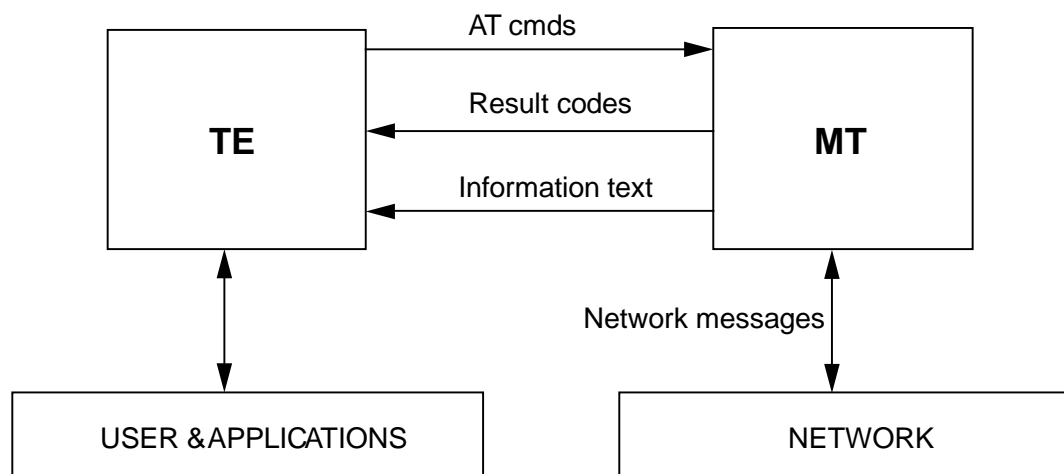 AT cmds
Result codes
TE
MT
Information text
Network messages
USER & APPLICATIONS
NETWORK